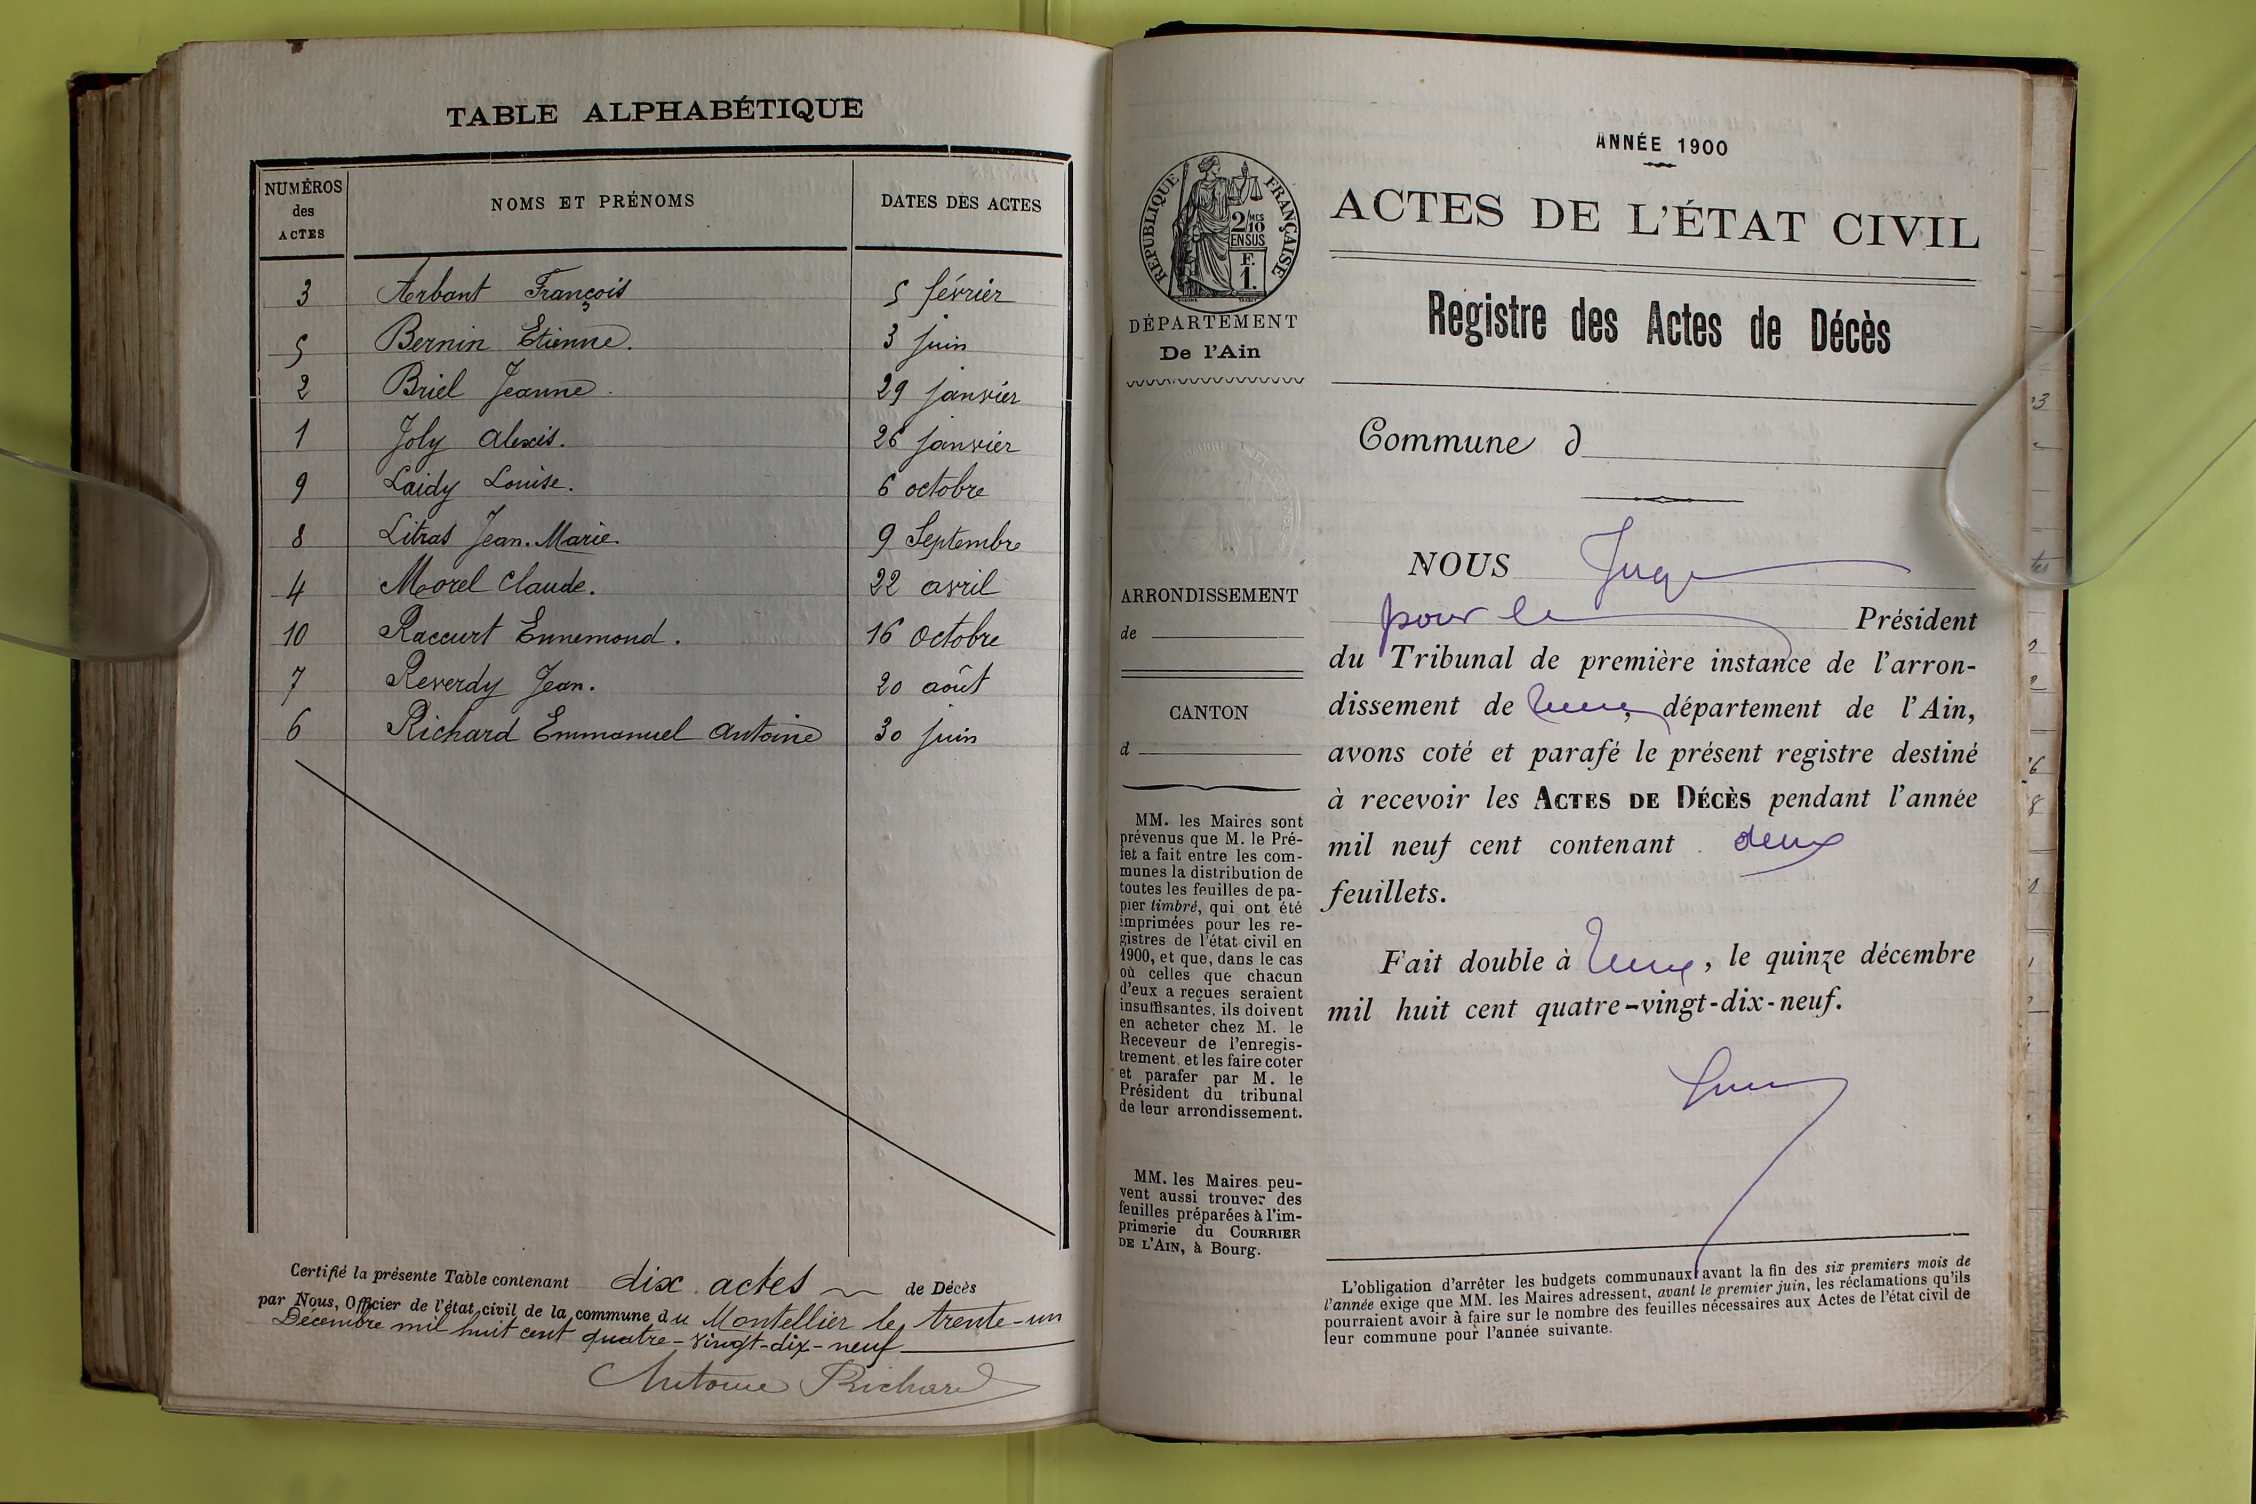 TABLE ALPHABÉTIQUE
NUMÉROS des ACTES NOMS ET PRÉNOMS DATES DES ACTES
3 Arbant François 5 février
5 Bernin Etienne. 3 juin
2 Briel Jeanne. 29 janvier
1 Joly Alexis. 26 janvier
9 Laidy Louise. 6 octobre
8 Litras Jean-Marie. 9 Septembre
4 Morel Claude. 22 avril
10 Raccurt Ennemond. 16 Octobre
7 Reverdy Jean. 20 août
6 Richard Emmanuel Antoine 30 juin
Certifié la présente Table contenant dix actes de Décès
par Nous, Officier de l'état civil de la commune du Montellier le trente-un
Décembre mil huit cent quatre-vingt-dix-neuf
Antoine Richard
RÉPUBLIQUE FRANÇAISE
2/10 EN SUS
F. 1.
DÉPARTEMENT
De l'Ain
ARRONDISSEMENT
de
CANTON
d
MM. les Maires sont
prévenus que M. le Pré-
fet a fait entre les com-
munes la distribution de
toutes les feuilles de pa-
pier timbré, qui ont été
imprimées pour les re-
gistres de l'état civil en
1900, et que, dans le cas
où celles que chacun
d'eux a reçues seraient
insuffisantes, ils doivent
en acheter chez M. le
Receveur de l'enregis-
trement et les faire coter
et parafer par M. le
Président du tribunal
de leur arrondissement.
MM. les Maires peu-
vent aussi trouver des
feuilles préparées à l'im-
primerie du COURRIER
DE L'AIN, à Bourg.
ANNÉE 1900
ACTES DE L'ÉTAT CIVIL
Registre des Actes de Décès
Commune d
NOUS Juge
pour le Président
du Tribunal de première instance de l'arron-
dissement de , département de l'Ain,
avons coté et parafé le présent registre destiné
à recevoir les ACTES DE DÉCÈS pendant l'année
mil neuf cent contenant deux
feuillets.
Fait double à , le quinze décembre
mil huit cent quatre-vingt-dix-neuf.
L'obligation d'arrêter les budgets communaux avant la fin des six premiers mois de
l'année exige que MM. les Maires adressent, avant le premier juin, les réclamations qu'ils
pourraient avoir à faire sur le nombre des feuilles nécessaires aux Actes de l'état civil de
leur commune pour l'année suivante.